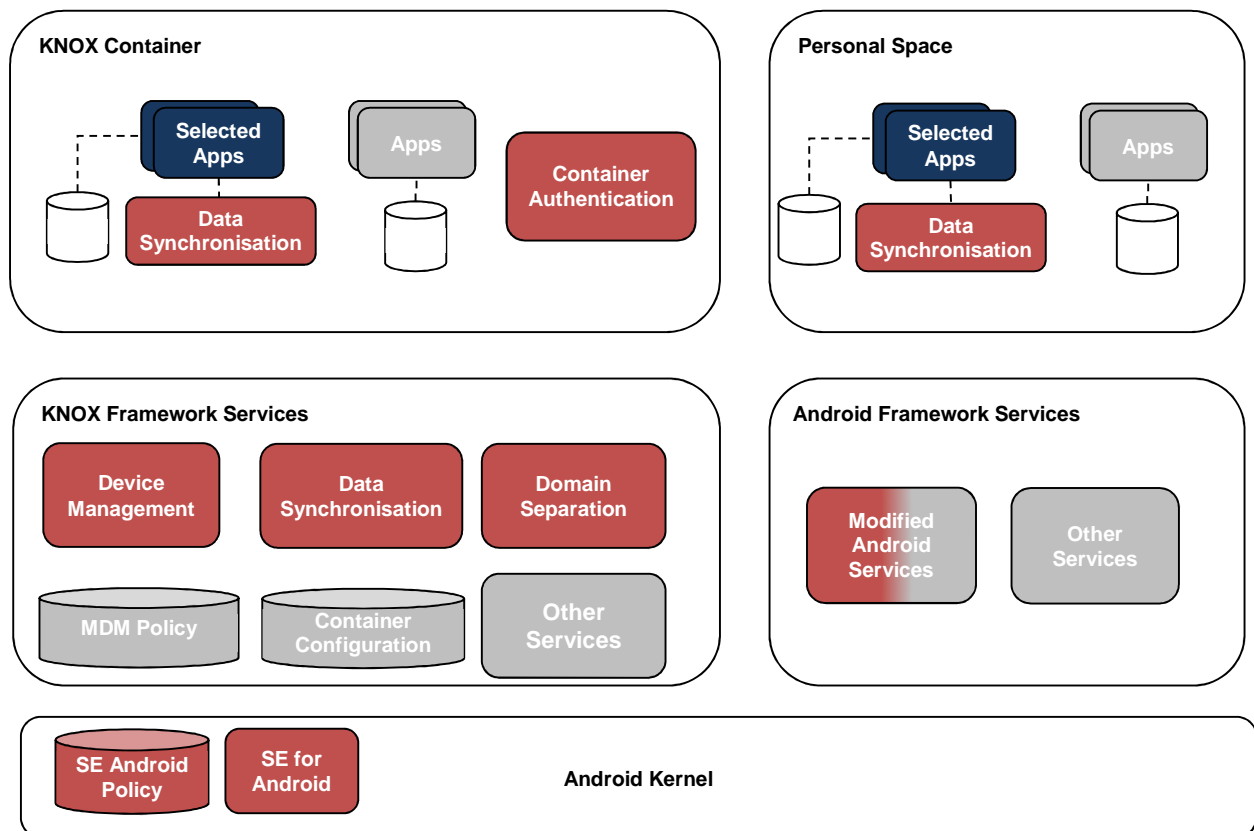 KNOX Container
Selected
Apps
Apps
Container
Authentication
Data
Synchronisation
Personal Space
Selected
Apps
Apps
Data
Synchronisation
KNOX Framework Services
Device
Management
Data
Synchronisation
Domain
Separation
MDM Policy
Container
Configuration
Other
Services
Android Framework Services
Modified
Android
Services
Other
Services
SE Android
Policy
SE for
Android
Android Kernel